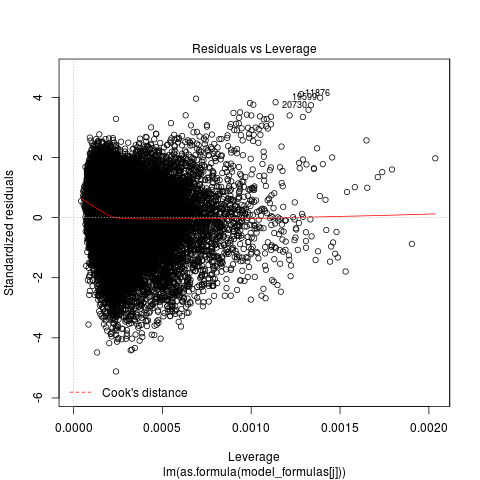 Residuals vs Leverage
11876
19599
20730
4
2
0
-2
-4
-6
Standardized residuals
Cook's distance
0.0000 0.0005 0.0010 0.0015 0.0020
Leverage
lm(as.formula(model_formulas[j]))